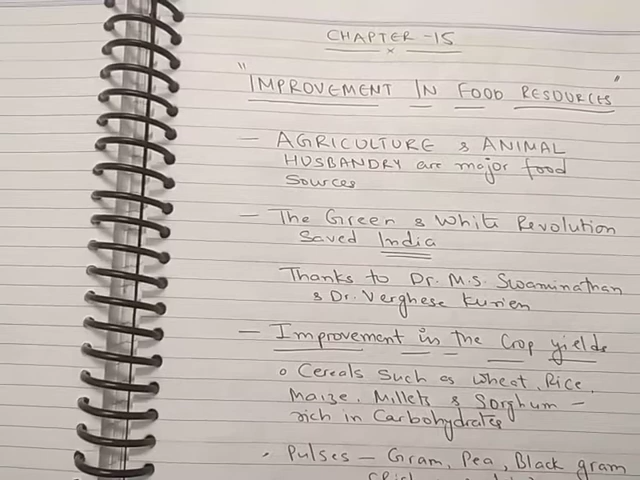 CHAPTER - 15
x
"IMPROVEMENT IN FOOD RESOURCES"
— AGRICULTURE & ANIMAL
HUSBANDRY are major food
Sources
— The Green & White Revolution
Saved India
Thanks to Dr. M.S. Swaminathan
& Dr. Verghese Kurien
— Improvement in the Crop yields
o Cereals Such as Wheat, Rice,
Maize, Millets & Sorghum —
rich in Carbohydrates
• Pulses — Gram, Pea, Black gram